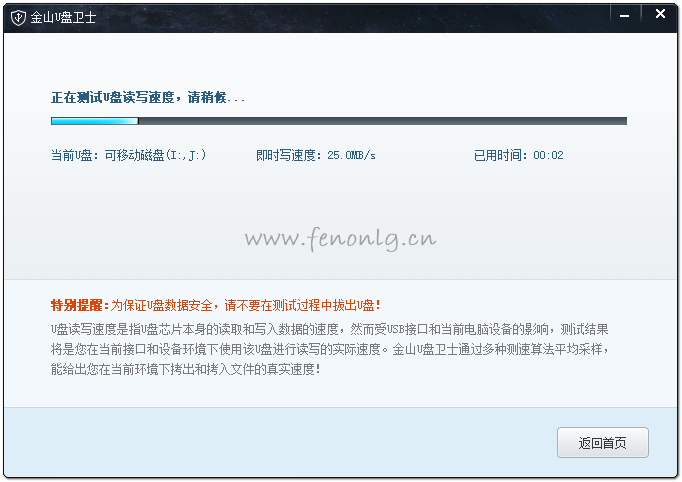 金山U盘卫士
正在测试U盘读写速度，请稍候...
当前U盘：可移动磁盘(I:,J:) 即时写速度：25.0MB/s 已用时间：00:02
www.fenonlg.cn
特别提醒:为保证U盘数据安全，请不要在测试过程中拔出U盘!
U盘读写速度是指U盘芯片本身的读取和写入数据的速度，然而受USB接口和当前电脑设备的影响，测试结果
将是您在当前接口和设备环境下使用该U盘进行读写的实际速度。金山U盘卫士通过多种测速算法平均采样，
能给出您在当前环境下拷出和拷入文件的真实速度!
返回首页